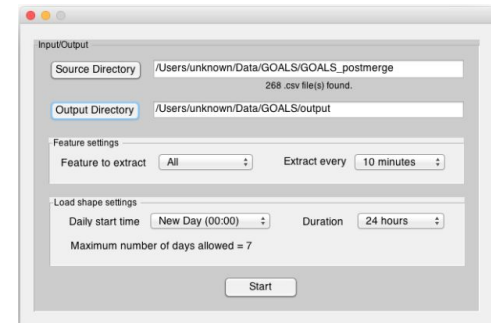 Input/Output
Source Directory /Users/unknown/Data/GOALS/GOALS_postmerge
268 .csv file(s) found.
Output Directory /Users/unknown/Data/GOALS/output
Feature settings
Feature to extract All Extract every 10 minutes
Load shape settings
Daily start time New Day (00:00) Duration 24 hours
Maximum number of days allowed = 7
Start